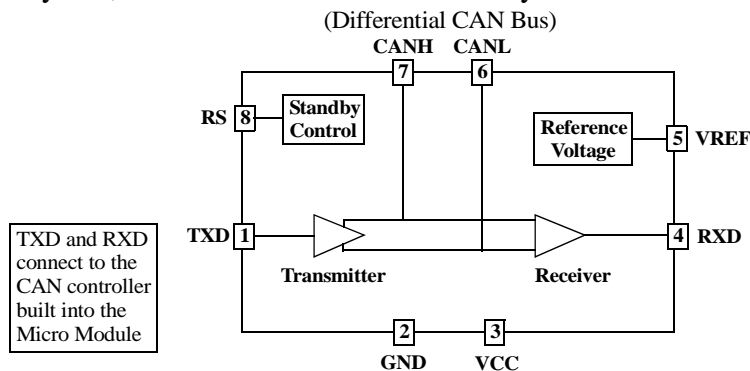 (Differential CAN Bus)
CANH CANL
7 6
RS 8 Standby
Control
Reference
Voltage
5 VREF
TXD 1
4 RXD
Transmitter
Receiver
TXD and RXD
connect to the
CAN controller
built into the
Micro Module
2 3
GND VCC